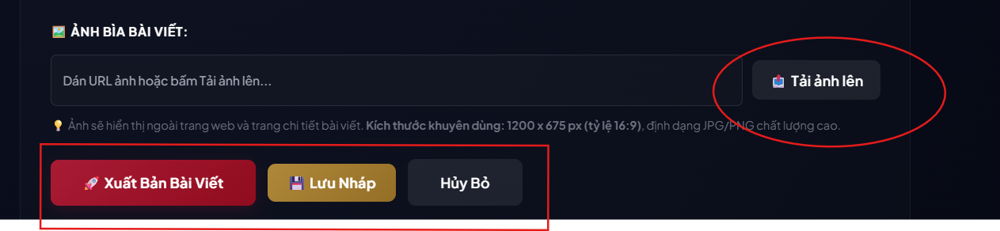 🖼️ ẢNH BÌA BÀI VIẾT:
Dán URL ảnh hoặc bấm Tải ảnh lên...
📤 Tải ảnh lên
💡 Ảnh sẽ hiển thị ngoài trang web và trang chi tiết bài viết. Kích thước khuyên dùng: 1200 x 675 px (tỷ lệ 16:9), định dạng JPG/PNG chất lượng cao.
🚀 Xuất Bản Bài Viết
💾 Lưu Nháp
Hủy Bỏ